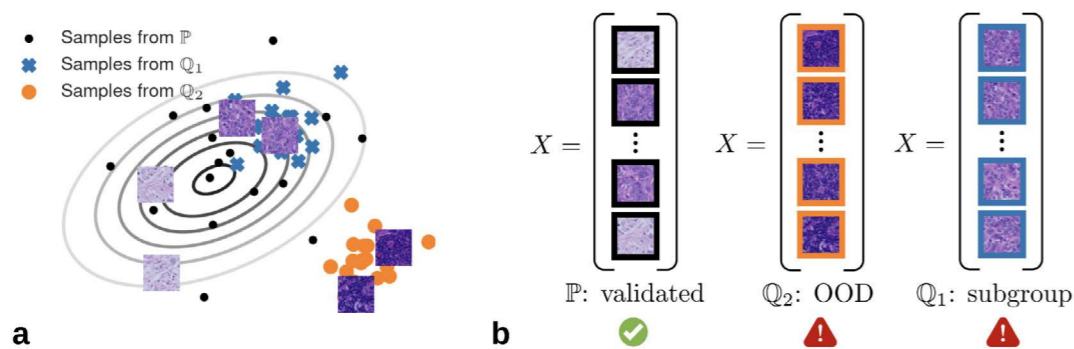 Samples from ℙ
Samples from ℚ₁
Samples from ℚ₂
a
X =
ℙ: validated
X =
ℚ₂: OOD
X =
ℚ₁: subgroup
b